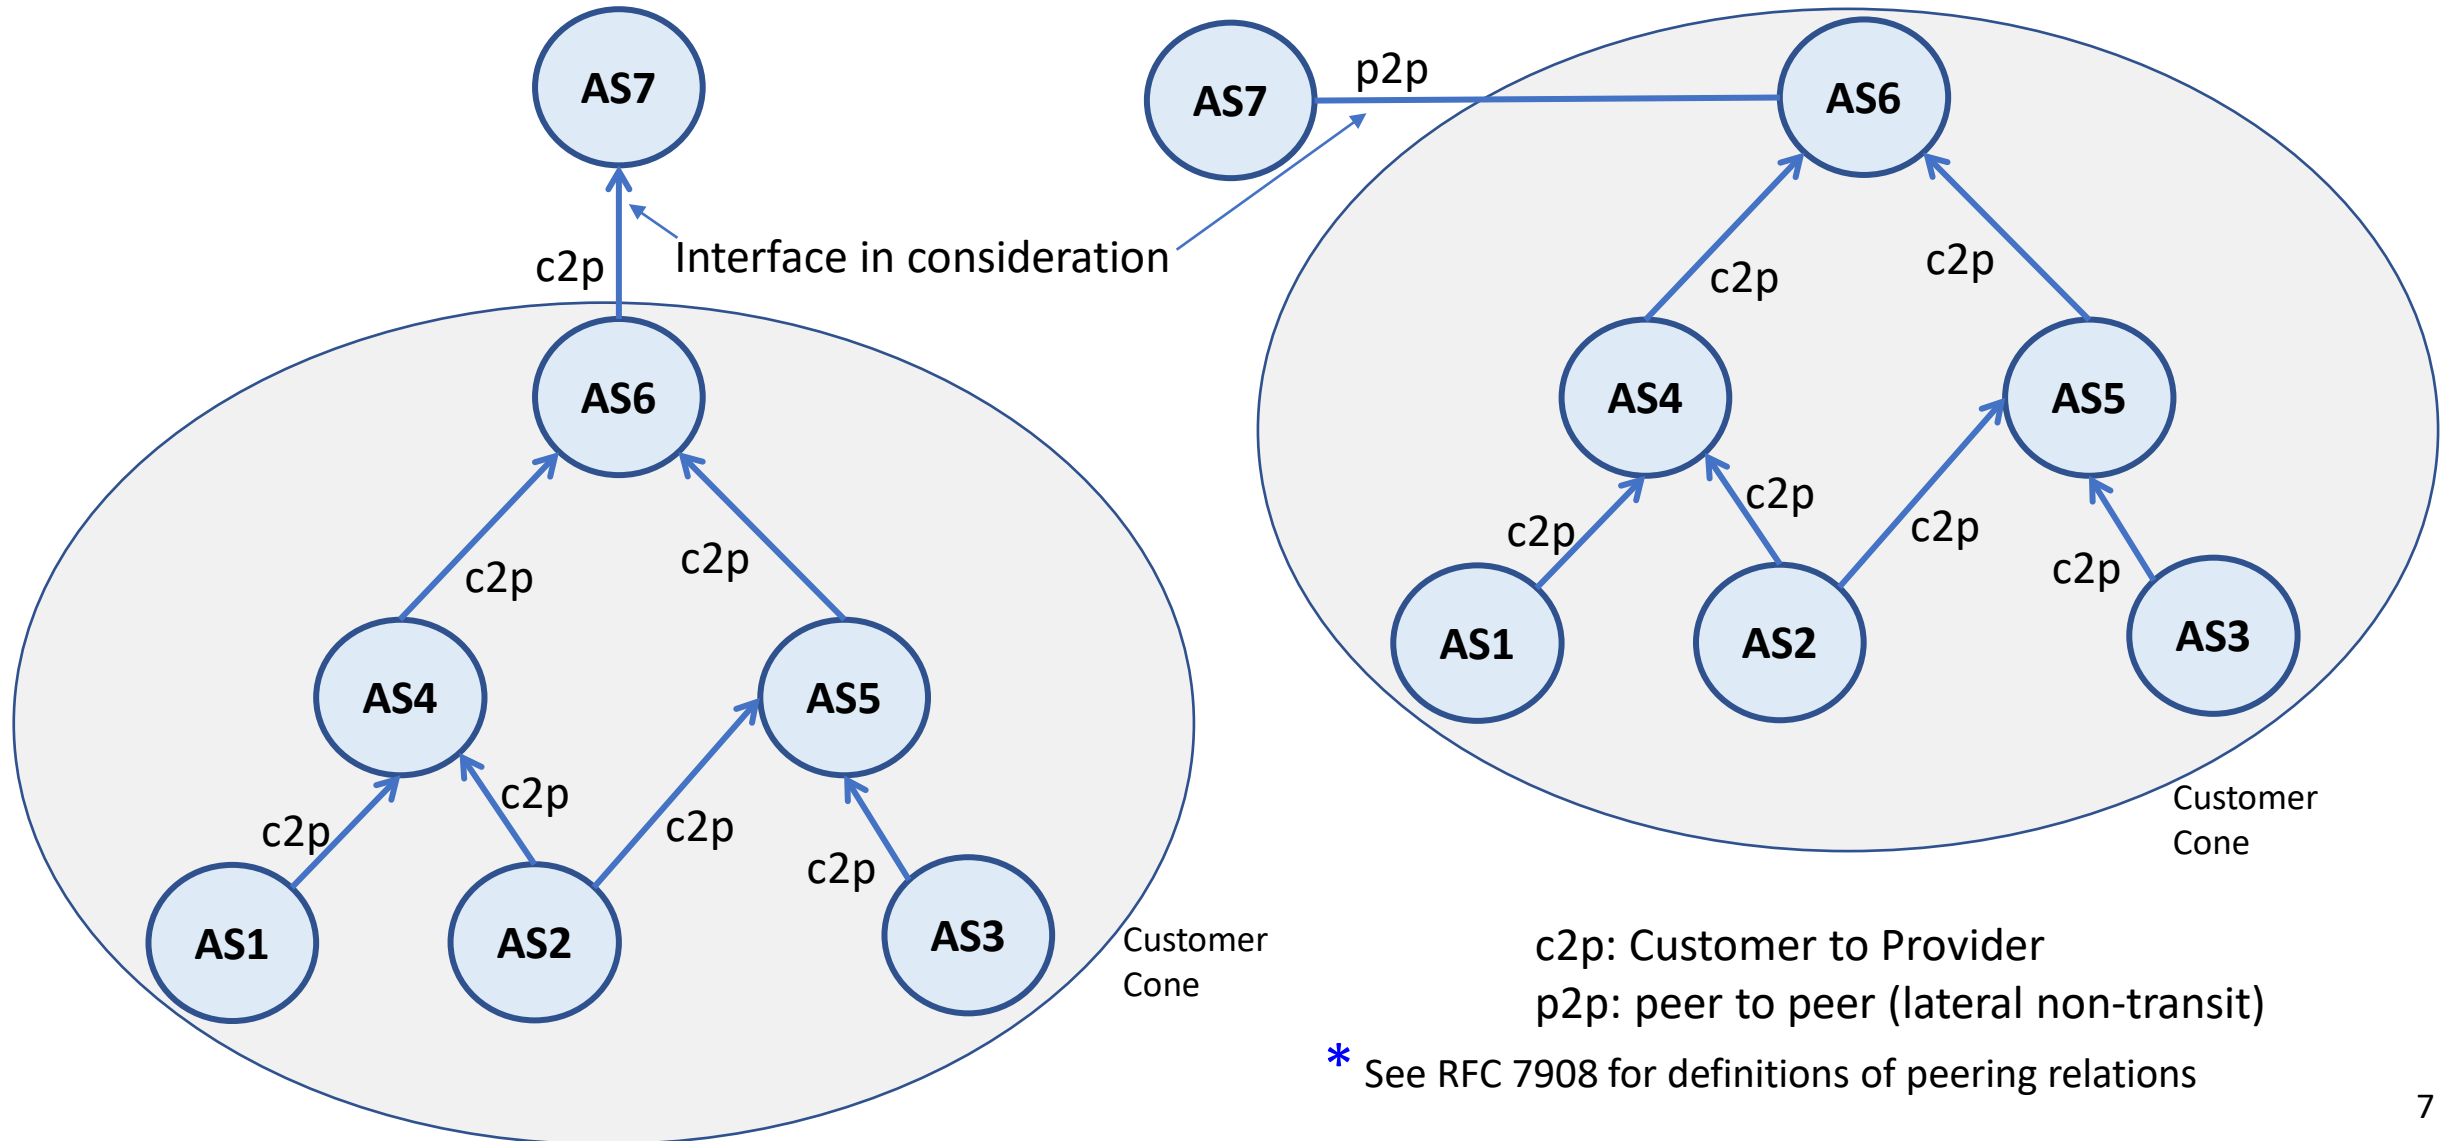 AS7
c2p
AS6
c2p
c2p
AS4
AS5
c2p
c2p
c2p
c2p
AS1
AS2
AS3
Customer
Cone
Interface in consideration
AS7
p2p
AS6
c2p
c2p
AS4
AS5
c2p
c2p
c2p
c2p
AS1
AS2
AS3
Customer
Cone
c2p: Customer to Provider
p2p: peer to peer (lateral non-transit)
* See RFC 7908 for definitions of peering relations
7